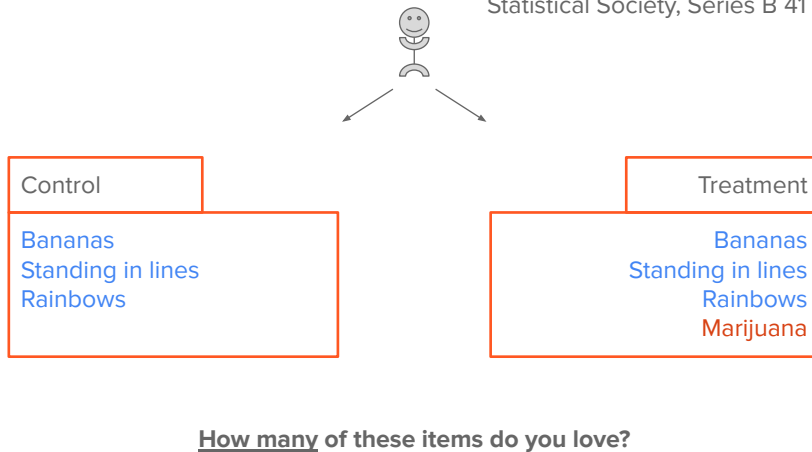 Statistical Society, Series B 41
Control
Bananas
Standing in lines
Rainbows
Treatment
Bananas
Standing in lines
Rainbows
Marijuana
How many of these items do you love?